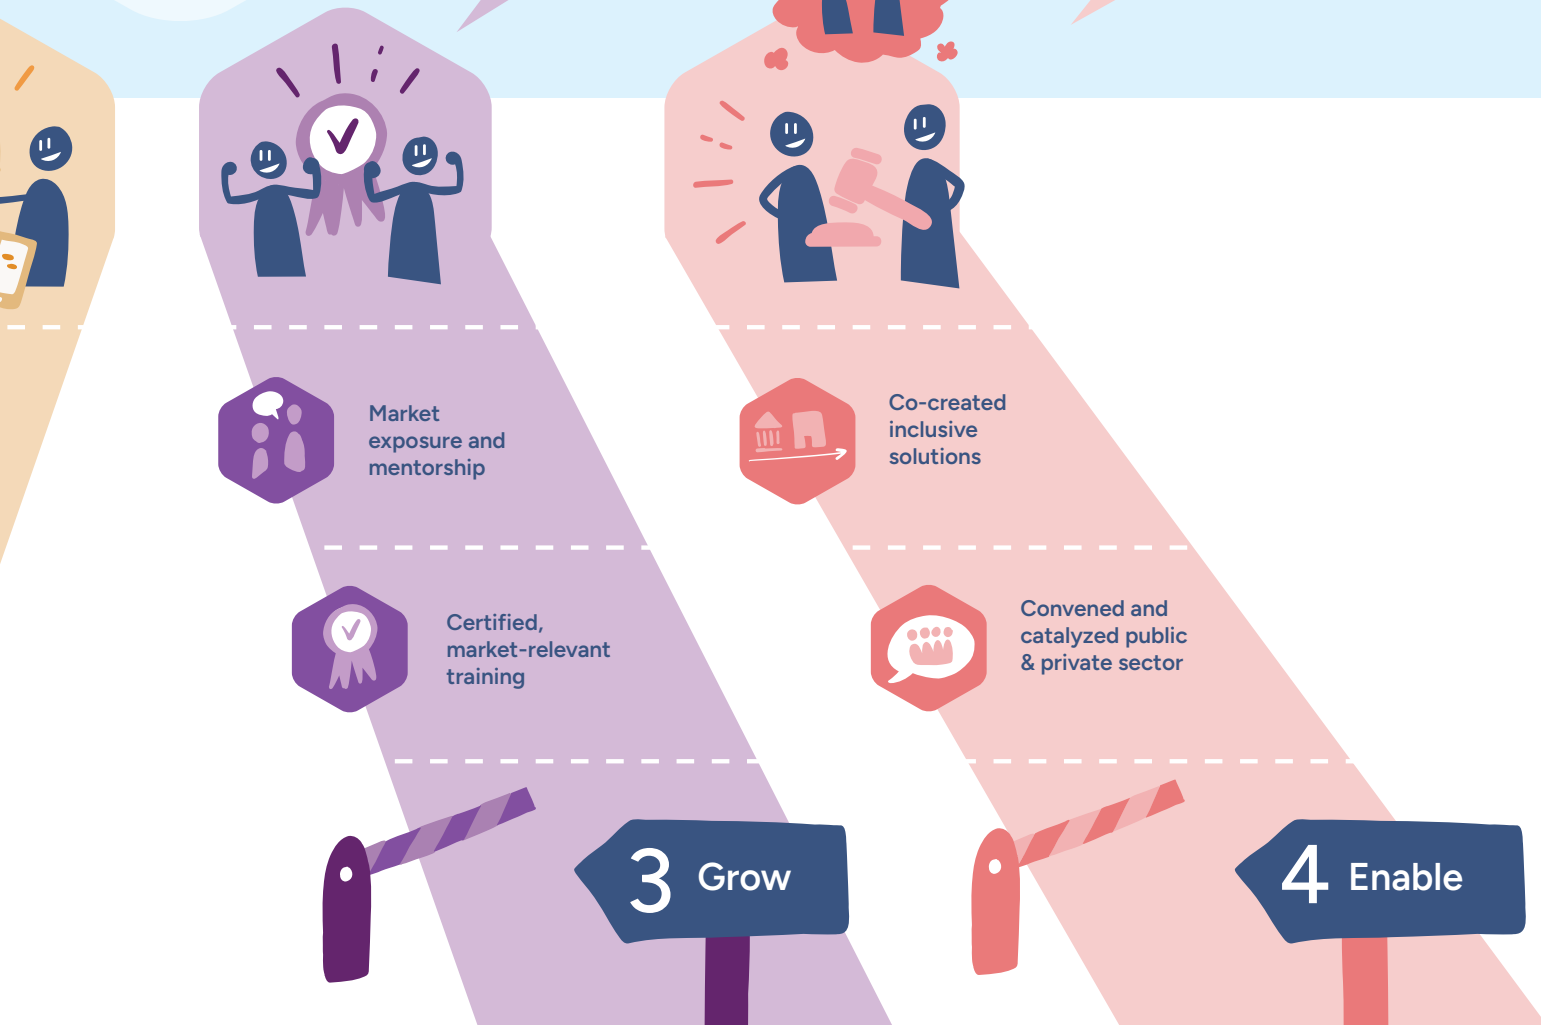 Market
exposure and
mentorship
Co-created
inclusive
solutions
Certified,
market-relevant
training
Convened and
catalyzed public
& private sector
3 Grow
4 Enable